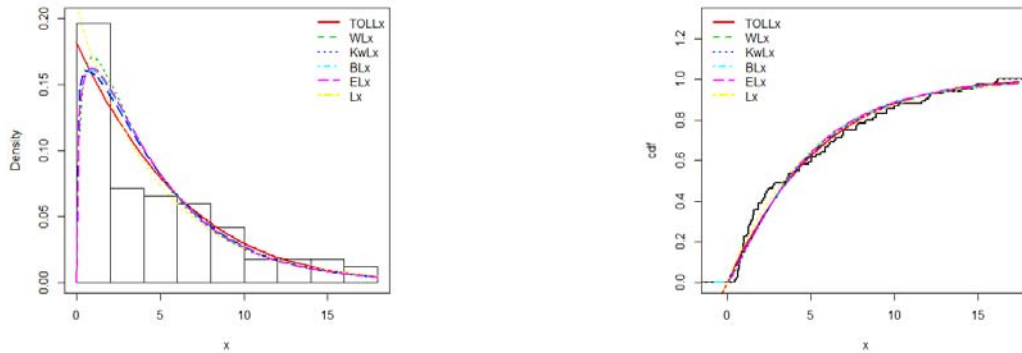 0.20
0.15
0.10
0.05
0.00
Density
0 5 10 15
x
TOLLx
WLx
KwLx
BLx
ELx
Lx
1.2
1.0
0.8
0.6
0.4
0.2
0.0
cdf
0 5 10 15
x
TOLLx
WLx
KwLx
BLx
ELx
Lx